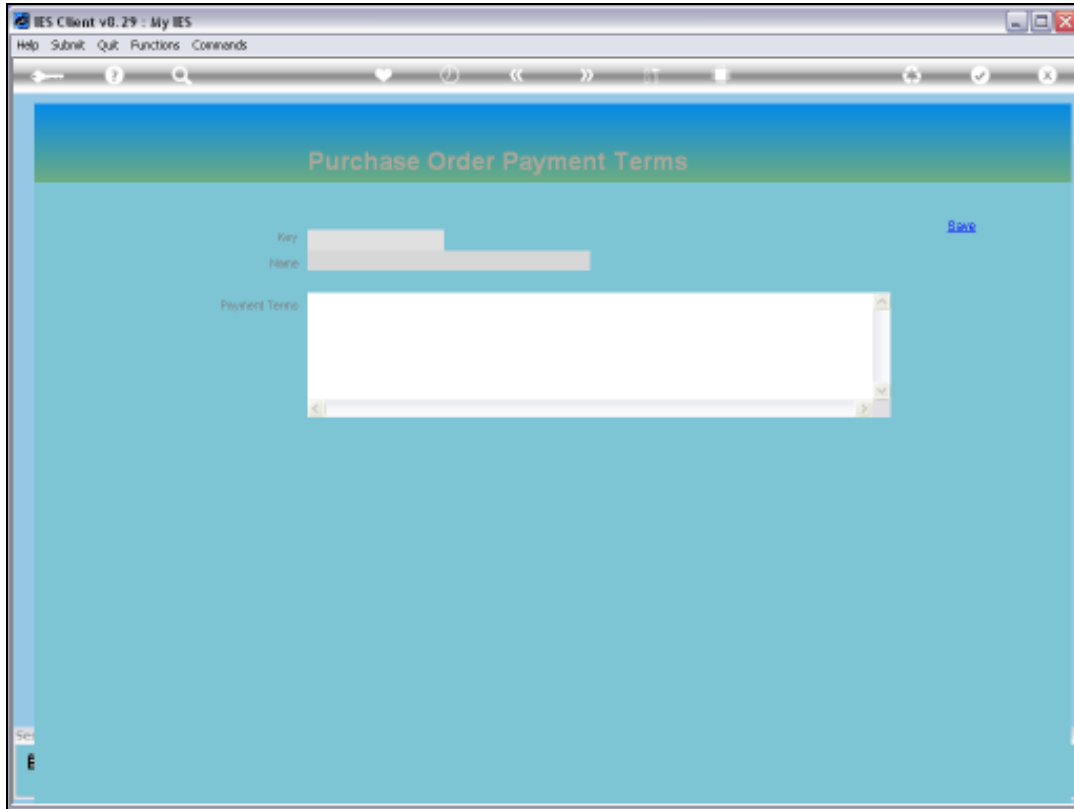 IES Client v8.29 : My IES
Help Submit Quit Functions Commands
Purchase Order Payment Terms
Save
Key
Name
Payment Terms